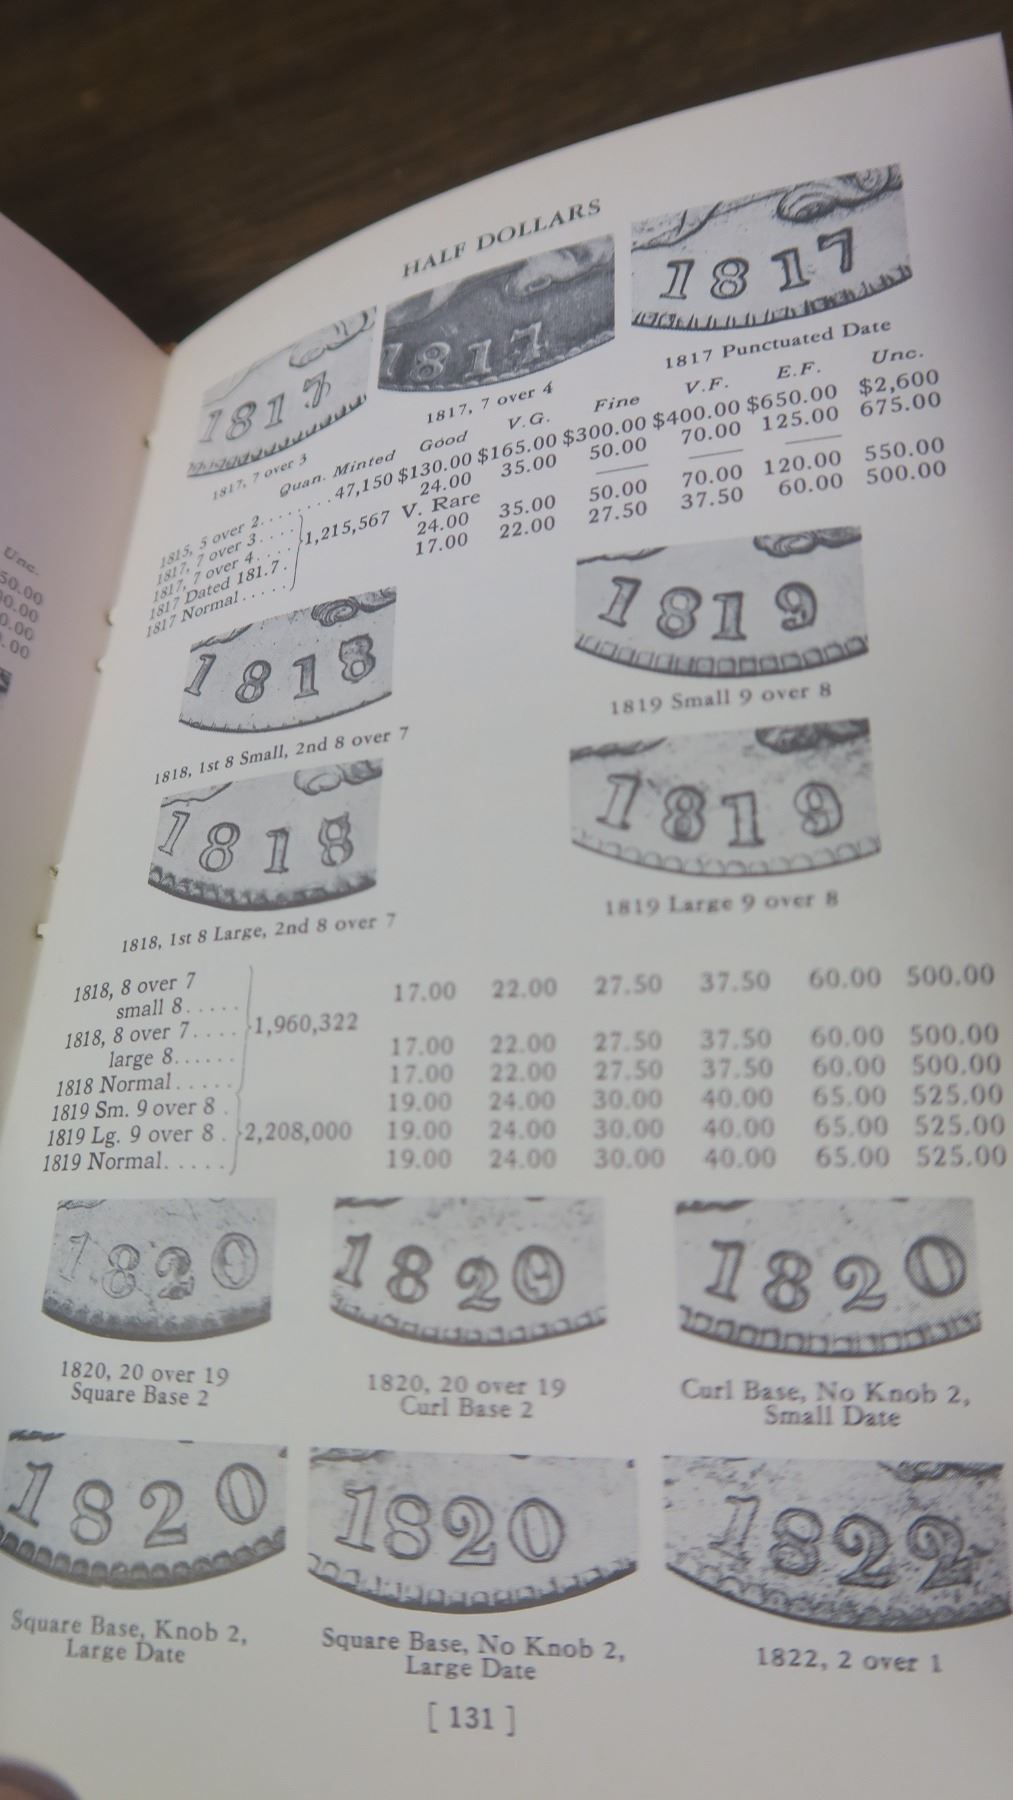 HALF DOLLARS
1817, 7 over 3
1817, 7 over 4
1817 Punctuated Date
Quan. Minted Good V.G. Fine V.F. E.F. Unc.
1815, 5 over 2........ 47,150 $130.00 $165.00 $300.00 $400.00 $650.00 $2,600
1817, 7 over 3.... 24.00 35.00 50.00 70.00 125.00 675.00
1817, 7 over 4.... 1,215,567 V. Rare
1817 Dated 181.7. 24.00 35.00 50.00 70.00 120.00 550.00
1817 Normal..... 17.00 22.00 27.50 37.50 60.00 500.00
Unc.
.00
1818
1819
1818, 1st 8 Small, 2nd 8 over 7
1819 Small 9 over 8
1818
1819
1818, 1st 8 Large, 2nd 8 over 7
1819 Large 9 over 8
1818, 8 over 7
small 8..... 17.00 22.00 27.50 37.50 60.00 500.00
1818, 8 over 7.... 1,960,322
large 8...... 17.00 22.00 27.50 37.50 60.00 500.00
1818 Normal..... 17.00 22.00 27.50 37.50 60.00 500.00
1819 Sm. 9 over 8. 19.00 24.00 30.00 40.00 65.00 525.00
1819 Lg. 9 over 8. 2,208,000 19.00 24.00 30.00 40.00 65.00 525.00
1819 Normal..... 19.00 24.00 30.00 40.00 65.00 525.00
1820
1820
1820
1820, 20 over 19
Square Base 2
1820, 20 over 19
Curl Base 2
Curl Base, No Knob 2,
Small Date
1820
1820
1822
Square Base, Knob 2,
Large Date
Square Base, No Knob 2,
Large Date
1822, 2 over 1
[ 131 ]